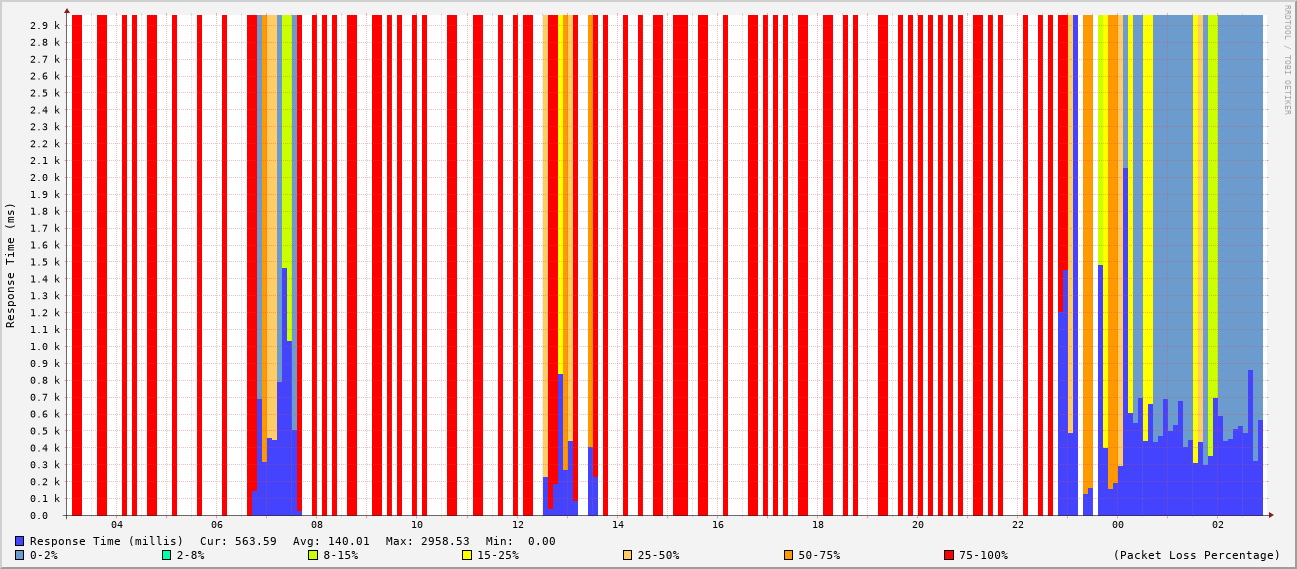 RRDTOOL / TOBI OETIKER
Response Time (ms)
2.9 k
2.8 k
2.7 k
2.6 k
2.5 k
2.4 k
2.3 k
2.2 k
2.1 k
2.0 k
1.9 k
1.8 k
1.7 k
1.6 k
1.5 k
1.4 k
1.3 k
1.2 k
1.1 k
1.0 k
0.9 k
0.8 k
0.7 k
0.6 k
0.5 k
0.4 k
0.3 k
0.2 k
0.1 k
0.0
04 06 08 10 12 14 16 18 20 22 00 02
Response Time (millis) Cur: 563.59 Avg: 140.01 Max: 2958.53 Min: 0.00
0-2% 2-8% 8-15% 15-25% 25-50% 50-75% 75-100% (Packet Loss Percentage)